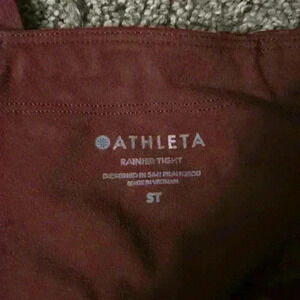 ATHLETA
RAINIER TIGHT
DESIGNED IN SAN FRANCISCO
MADE IN VIETNAM
ST